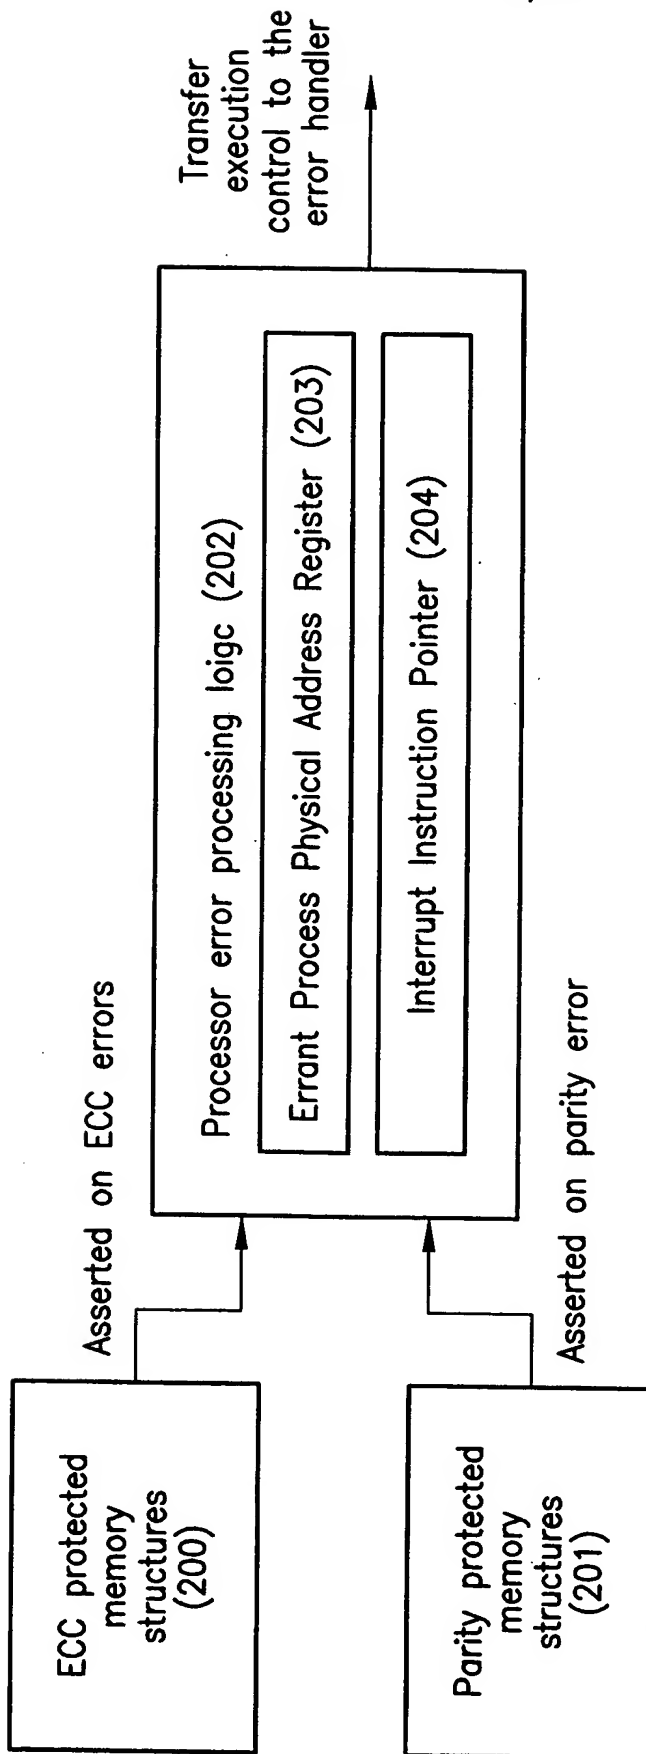 ECC protected
memory
structures
(200)
Parity protected
memory
structures
(201)
Asserted on ECC errors
Asserted on parity error
Processor error processing loigc (202)
Errant Process Physical Address Register (203)
Interrupt Instruction Pointer (204)
Transfer
execution
control to the
error handler